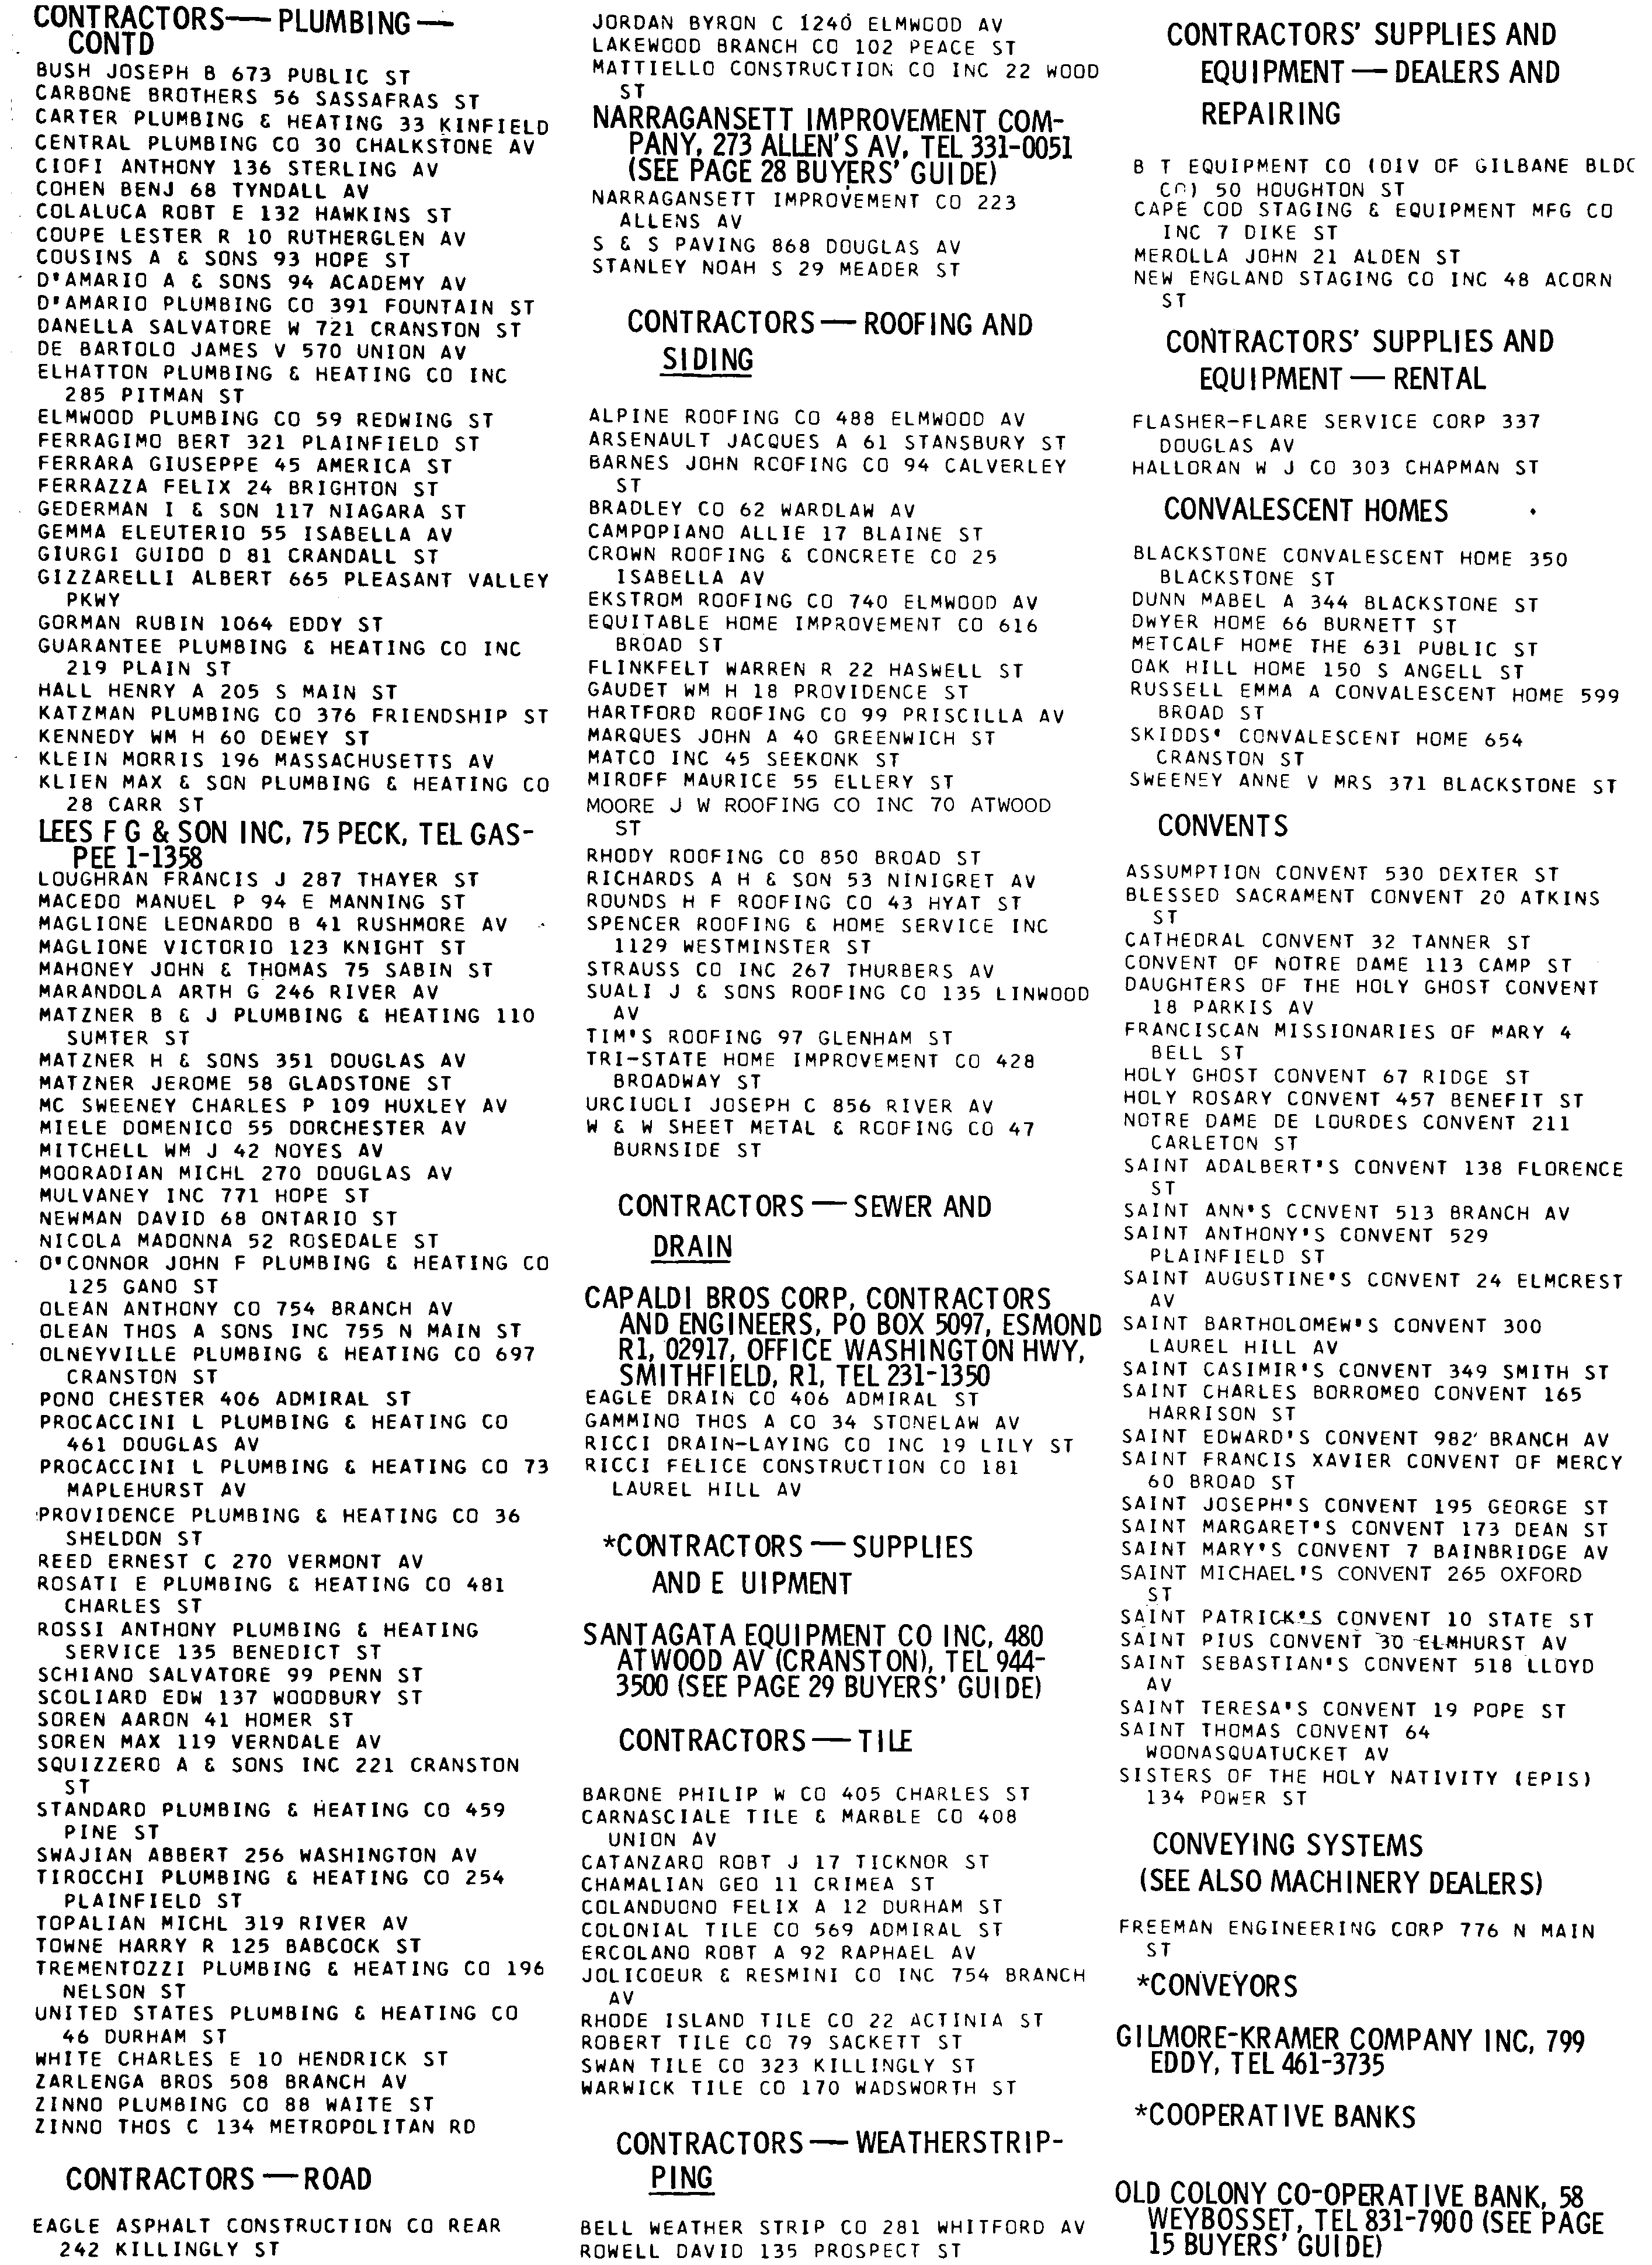 CONTRACTORS — PLUMBING —
CONTD
BUSH JOSEPH B 673 PUBLIC ST
CARBONE BROTHERS 56 SASSAFRAS ST
CARTER PLUMBING & HEATING 33 KINFIELD
CENTRAL PLUMBING CO 30 CHALKSTONE AV
CIOFI ANTHONY 136 STERLING AV
COHEN BENJ 68 TYNDALL AV
COLALUCA ROBT E 132 HAWKINS ST
COUPE LESTER R 10 RUTHERGLEN AV
COUSINS A & SONS 93 HOPE ST
D'AMARIO A & SONS 94 ACADEMY AV
D'AMARIO PLUMBING CO 391 FOUNTAIN ST
DANELLA SALVATORE W 721 CRANSTON ST
DE BARTOLO JAMES V 570 UNION AV
ELHATTON PLUMBING & HEATING CO INC
285 PITMAN ST
ELMWOOD PLUMBING CO 59 REDWING ST
FERRAGIMO BERT 321 PLAINFIELD ST
FERRARA GIUSEPPE 45 AMERICA ST
FERRAZZA FELIX 24 BRIGHTON ST
GEDERMAN I & SON 117 NIAGARA ST
GEMMA ELEUTERIO 55 ISABELLA AV
GIURGI GUIDO D 81 CRANDALL ST
GIZZARELLI ALBERT 665 PLEASANT VALLEY
PKWY
GORMAN RUBIN 1064 EDDY ST
GUARANTEE PLUMBING & HEATING CO INC
219 PLAIN ST
HALL HENRY A 205 S MAIN ST
KATZMAN PLUMBING CO 376 FRIENDSHIP ST
KENNEDY WM H 60 DEWEY ST
KLEIN MORRIS 196 MASSACHUSETTS AV
KLIEN MAX & SON PLUMBING & HEATING CO
28 CARR ST
LEES F G & SON INC, 75 PECK, TEL GAS-
PEE 1-1358
LOUGHRAN FRANCIS J 287 THAYER ST
MACEDO MANUEL P 94 E MANNING ST
MAGLIONE LEONARDO B 41 RUSHMORE AV
MAGLIONE VICTORIO 123 KNIGHT ST
MAHONEY JOHN & THOMAS 75 SABIN ST
MARANDOLA ARTH G 246 RIVER AV
MATZNER B & J PLUMBING & HEATING 110
SUMTER ST
MATZNER H & SONS 351 DOUGLAS AV
MATZNER JEROME 58 GLADSTONE ST
MC SWEENEY CHARLES P 109 HUXLEY AV
MIELE DOMENICO 55 DORCHESTER AV
MITCHELL WM J 42 NOYES AV
MOORADIAN MICHL 270 DOUGLAS AV
MULVANEY INC 771 HOPE ST
NEWMAN DAVID 68 ONTARIO ST
NICOLA MADONNA 52 ROSEDALE ST
O'CONNOR JOHN F PLUMBING & HEATING CO
125 GANO ST
OLEAN ANTHONY CO 754 BRANCH AV
OLEAN THOS A SONS INC 755 N MAIN ST
OLNEYVILLE PLUMBING & HEATING CO 697
CRANSTON ST
PONO CHESTER 406 ADMIRAL ST
PROCACCINI L PLUMBING & HEATING CO
461 DOUGLAS AV
PROCACCINI L PLUMBING & HEATING CO 73
MAPLEHURST AV
PROVIDENCE PLUMBING & HEATING CO 36
SHELDON ST
REED ERNEST C 270 VERMONT AV
ROSATI E PLUMBING & HEATING CO 481
CHARLES ST
ROSSI ANTHONY PLUMBING & HEATING
SERVICE 135 BENEDICT ST
SCHIANO SALVATORE 99 PENN ST
SCOLIARD EDW 137 WOODBURY ST
SOREN AARON 41 HOMER ST
SOREN MAX 119 VERNDALE AV
SQUIZZERO A & SONS INC 221 CRANSTON
ST
STANDARD PLUMBING & HEATING CO 459
PINE ST
SWAJIAN ABBERT 256 WASHINGTON AV
TIROCCHI PLUMBING & HEATING CO 254
PLAINFIELD ST
TOPALIAN MICHL 319 RIVER AV
TOWNE HARRY R 125 BABCOCK ST
TREMENTOZZI PLUMBING & HEATING CO 196
NELSON ST
UNITED STATES PLUMBING & HEATING CO
46 DURHAM ST
WHITE CHARLES E 10 HENDRICK ST
ZARLENGA BROS 508 BRANCH AV
ZINNO PLUMBING CO 88 WAITE ST
ZINNO THOS C 134 METROPOLITAN RD
CONTRACTORS — ROAD
EAGLE ASPHALT CONSTRUCTION CO REAR
242 KILLINGLY ST
JORDAN BYRON C 1240 ELMWOOD AV
LAKEWOOD BRANCH CO 102 PEACE ST
MATTIELLO CONSTRUCTION CO INC 22 WOOD
ST
NARRAGANSETT IMPROVEMENT COM-
PANY, 273 ALLEN'S AV, TEL 331-0051
(SEE PAGE 28 BUYERS' GUIDE)
NARRAGANSETT IMPROVEMENT CO 223
ALLENS AV
S & S PAVING 868 DOUGLAS AV
STANLEY NOAH S 29 MEADER ST
CONTRACTORS — ROOFING AND
SIDING
ALPINE ROOFING CO 488 ELMWOOD AV
ARSENAULT JACQUES A 61 STANSBURY ST
BARNES JOHN ROOFING CO 94 CALVERLEY
ST
BRADLEY CO 62 WARDLAW AV
CAMPOPIANO ALLIE 17 BLAINE ST
CROWN ROOFING & CONCRETE CO 25
ISABELLA AV
EKSTROM ROOFING CO 740 ELMWOOD AV
EQUITABLE HOME IMPROVEMENT CO 616
BROAD ST
FLINKFELT WARREN R 22 HASWELL ST
GAUDET WM H 18 PROVIDENCE ST
HARTFORD ROOFING CO 99 PRISCILLA AV
MARQUES JOHN A 40 GREENWICH ST
MATCO INC 45 SEEKONK ST
MIROFF MAURICE 55 ELLERY ST
MOORE J W ROOFING CO INC 70 ATWOOD
ST
RHODY ROOFING CO 850 BROAD ST
RICHARDS A H & SON 53 NINIGRET AV
ROUNDS H F ROOFING CO 43 HYAT ST
SPENCER ROOFING & HOME SERVICE INC
1129 WESTMINSTER ST
STRAUSS CO INC 267 THURBERS AV
SUALI J & SONS ROOFING CO 135 LINWOOD
AV
TIM'S ROOFING 97 GLENHAM ST
TRI-STATE HOME IMPROVEMENT CO 428
BROADWAY ST
URCIUOLI JOSEPH C 856 RIVER AV
W & W SHEET METAL & ROOFING CO 47
BURNSIDE ST
CONTRACTORS — SEWER AND
DRAIN
CAPALDI BROS CORP, CONTRACTORS
AND ENGINEERS, PO BOX 5097, ESMOND
R1, 02917, OFFICE WASHINGTON HWY,
SMITHFIELD, R1, TEL 231-1350
EAGLE DRAIN CO 406 ADMIRAL ST
GAMMINO THOS A CO 34 STONELAW AV
RICCI DRAIN-LAYING CO INC 19 LILY ST
RICCI FELICE CONSTRUCTION CO 181
LAUREL HILL AV
*CONTRACTORS — SUPPLIES
AND E UIPMENT
SANTAGATA EQUIPMENT CO INC, 480
ATWOOD AV (CRANSTON), TEL 944-
3500 (SEE PAGE 29 BUYERS' GUIDE)
CONTRACTORS — TILE
BARONE PHILIP W CO 405 CHARLES ST
CARNASCIALE TILE & MARBLE CO 408
UNION AV
CATANZARO ROBT J 17 TICKNOR ST
CHAMALIAN GEO 11 CRIMEA ST
COLANDUONO FELIX A 12 DURHAM ST
COLONIAL TILE CO 569 ADMIRAL ST
ERCOLANO ROBT A 92 RAPHAEL AV
JOLICOEUR & RESMINI CO INC 754 BRANCH
AV
RHODE ISLAND TILE CO 22 ACTINIA ST
ROBERT TILE CO 79 SACKETT ST
SWAN TILE CO 323 KILLINGLY ST
WARWICK TILE CO 170 WADSWORTH ST
CONTRACTORS — WEATHERSTRIP-
PING
BELL WEATHER STRIP CO 281 WHITFORD AV
ROWELL DAVID 135 PROSPECT ST
CONTRACTORS' SUPPLIES AND
EQUIPMENT — DEALERS AND
REPAIRING
B T EQUIPMENT CO (DIV OF GILBANE BLDG
CO) 50 HOUGHTON ST
CAPE COD STAGING & EQUIPMENT MFG CO
INC 7 DIKE ST
MEROLLA JOHN 21 ALDEN ST
NEW ENGLAND STAGING CO INC 48 ACORN
ST
CONTRACTORS' SUPPLIES AND
EQUIPMENT — RENTAL
FLASHER-FLARE SERVICE CORP 337
DOUGLAS AV
HALLORAN W J CO 303 CHAPMAN ST
CONVALESCENT HOMES
BLACKSTONE CONVALESCENT HOME 350
BLACKSTONE ST
DUNN MABEL A 344 BLACKSTONE ST
DWYER HOME 66 BURNETT ST
METCALF HOME THE 631 PUBLIC ST
OAK HILL HOME 150 S ANGELL ST
RUSSELL EMMA A CONVALESCENT HOME 599
BROAD ST
SKIDDS' CONVALESCENT HOME 654
CRANSTON ST
SWEENEY ANNE V MRS 371 BLACKSTONE ST
CONVENTS
ASSUMPTION CONVENT 530 DEXTER ST
BLESSED SACRAMENT CONVENT 20 ATKINS
ST
CATHEDRAL CONVENT 32 TANNER ST
CONVENT OF NOTRE DAME 113 CAMP ST
DAUGHTERS OF THE HOLY GHOST CONVENT
18 PARKIS AV
FRANCISCAN MISSIONARIES OF MARY 4
BELL ST
HOLY GHOST CONVENT 67 RIDGE ST
HOLY ROSARY CONVENT 457 BENEFIT ST
NOTRE DAME DE LOURDES CONVENT 211
CARLETON ST
SAINT ADALBERT'S CONVENT 138 FLORENCE
ST
SAINT ANN'S CONVENT 513 BRANCH AV
SAINT ANTHONY'S CONVENT 529
PLAINFIELD ST
SAINT AUGUSTINE'S CONVENT 24 ELMCREST
AV
SAINT BARTHOLOMEW'S CONVENT 300
LAUREL HILL AV
SAINT CASIMIR'S CONVENT 349 SMITH ST
SAINT CHARLES BORROMEO CONVENT 165
HARRISON ST
SAINT EDWARD'S CONVENT 982 BRANCH AV
SAINT FRANCIS XAVIER CONVENT OF MERCY
60 BROAD ST
SAINT JOSEPH'S CONVENT 195 GEORGE ST
SAINT MARGARET'S CONVENT 173 DEAN ST
SAINT MARY'S CONVENT 7 BAINBRIDGE AV
SAINT MICHAEL'S CONVENT 265 OXFORD
ST
SAINT PATRICK'S CONVENT 10 STATE ST
SAINT PIUS CONVENT 30 ELMHURST AV
SAINT SEBASTIAN'S CONVENT 518 LLOYD
AV
SAINT TERESA'S CONVENT 19 POPE ST
SAINT THOMAS CONVENT 64
WOONASQUATUCKET AV
SISTERS OF THE HOLY NATIVITY (EPIS)
134 POWER ST
CONVEYING SYSTEMS
(SEE ALSO MACHINERY DEALERS)
FREEMAN ENGINEERING CORP 776 N MAIN
ST
*CONVEYORS
GILMORE-KRAMER COMPANY INC, 799
EDDY, TEL 461-3735
*COOPERATIVE BANKS
OLD COLONY CO-OPERATIVE BANK, 58
WEYBOSSET, TEL 831-7900 (SEE PAGE
15 BUYERS' GUIDE)